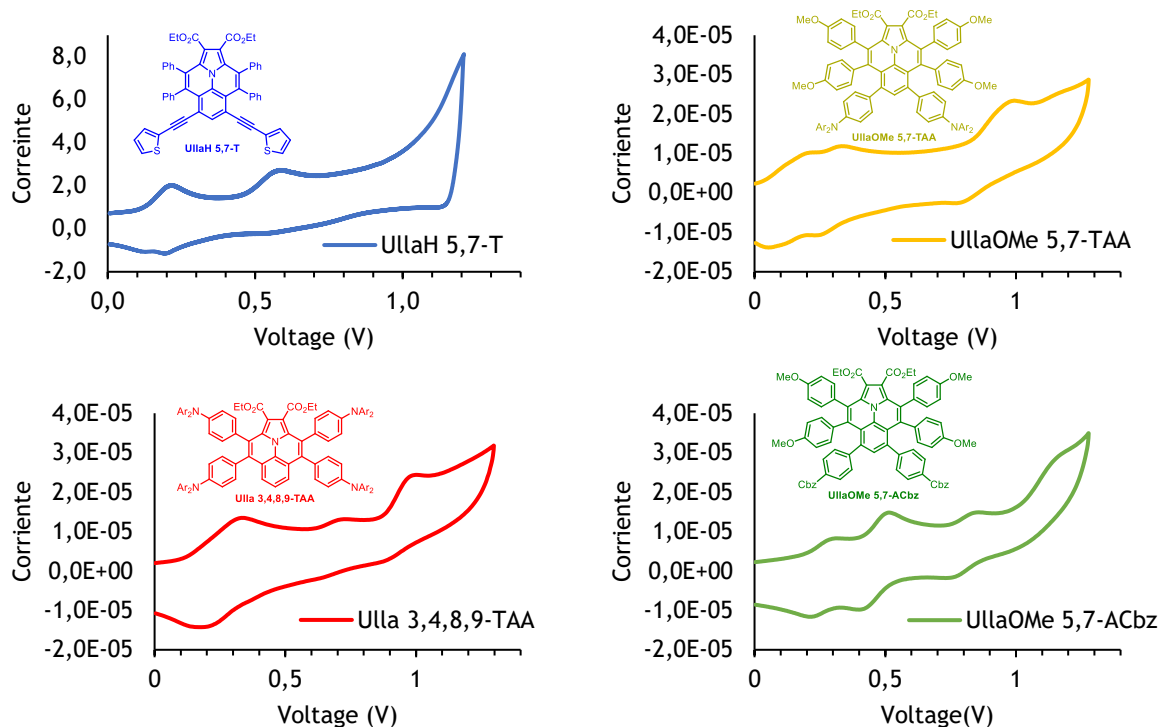 8,0
6,0
4,0
2,0
0,0
-2,0
0,0
0,5
1,0
Correinte
Voltage (V)
EtO₂C
CO₂Et
Ph
Ph
N
Ph
Ph
S
S
UllaH 5,7-T
UllaH 5,7-T
4,0E-05
3,0E-05
2,0E-05
1,0E-05
0,0E+00
-1,0E-05
-2,0E-05
0
0,5
1
Corriente
Voltage (V)
EtO₂C
CO₂Et
MeO
OMe
N
MeO
OMe
NAr₂
NAr₂
UllaOMe 5,7-TAA
UllaOMe 5,7-TAA
4,0E-05
3,0E-05
2,0E-05
1,0E-05
0,0E+00
-1,0E-05
-2,0E-05
0
0,5
1
Corriente
Voltage (V)
EtO₂C
CO₂Et
Ar₂N
NAr₂
N
Ar₂N
NAr₂
Ulla 3,4,8,9-TAA
Ulla 3,4,8,9-TAA
4,0E-05
3,0E-05
2,0E-05
1,0E-05
0,0E+00
-1,0E-05
-2,0E-05
0
0,5
1
Corriente
Voltage(V)
EtO₂C
CO₂Et
MeO
OMe
N
MeO
OMe
Cbz
Cbz
UllaOMe 5,7-ACbz
UllaOMe 5,7-ACbz